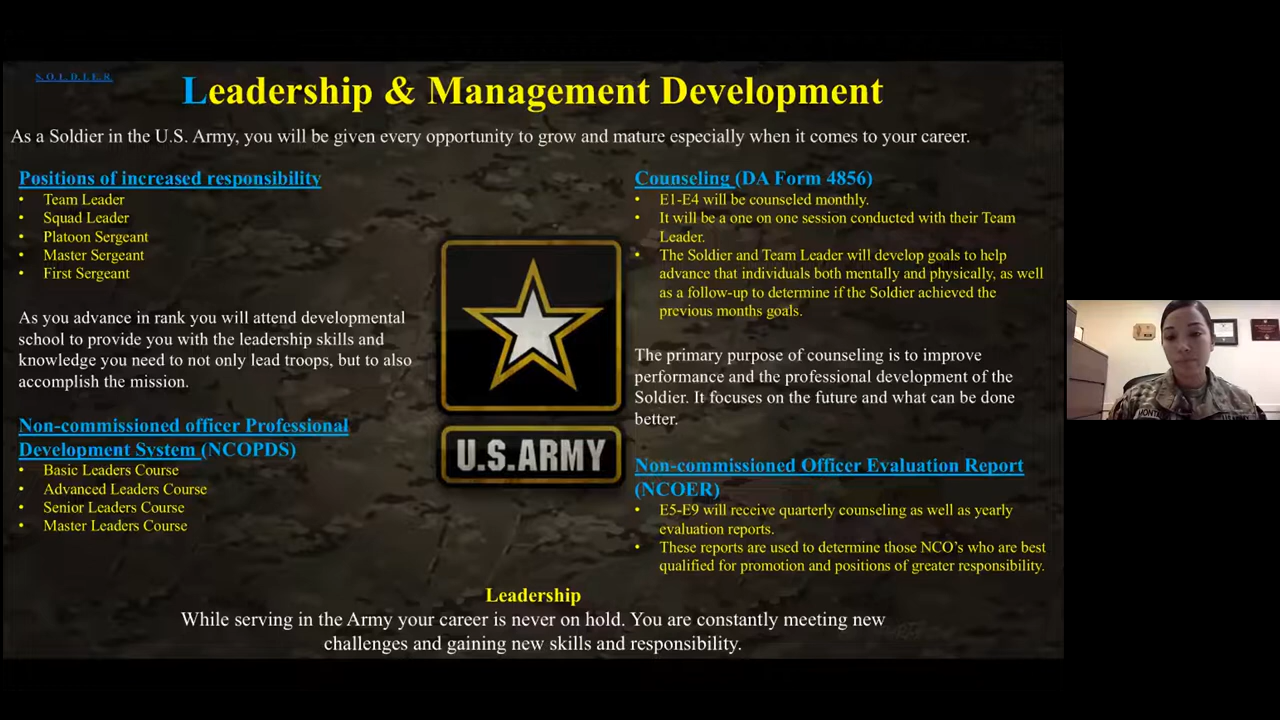 S.O.L.D.I.E.R.
Leadership & Management Development
As a Soldier in the U.S. Army, you will be given every opportunity to grow and mature especially when it comes to your career.
Positions of increased responsibility
• Team Leader
• Squad Leader
• Platoon Sergeant
• Master Sergeant
• First Sergeant
As you advance in rank you will attend developmental
school to provide you with the leadership skills and
knowledge you need to not only lead troops, but to also
accomplish the mission.
Non-commissioned officer Professional
Development System (NCOPDS)
• Basic Leaders Course
• Advanced Leaders Course
• Senior Leaders Course
• Master Leaders Course
U.S.ARMY
Counseling (DA Form 4856)
• E1-E4 will be counseled monthly.
• It will be a one on one session conducted with their Team
Leader.
• The Soldier and Team Leader will develop goals to help
advance that individuals both mentally and physically, as well
as a follow-up to determine if the Soldier achieved the
previous months goals.
The primary purpose of counseling is to improve
performance and the professional development of the
Soldier. It focuses on the future and what can be done
better.
Non-commissioned Officer Evaluation Report
(NCOER)
• E5-E9 will receive quarterly counseling as well as yearly
evaluation reports.
• These reports are used to determine those NCO’s who are best
qualified for promotion and positions of greater responsibility.
Leadership
While serving in the Army your career is never on hold. You are constantly meeting new
challenges and gaining new skills and responsibility.